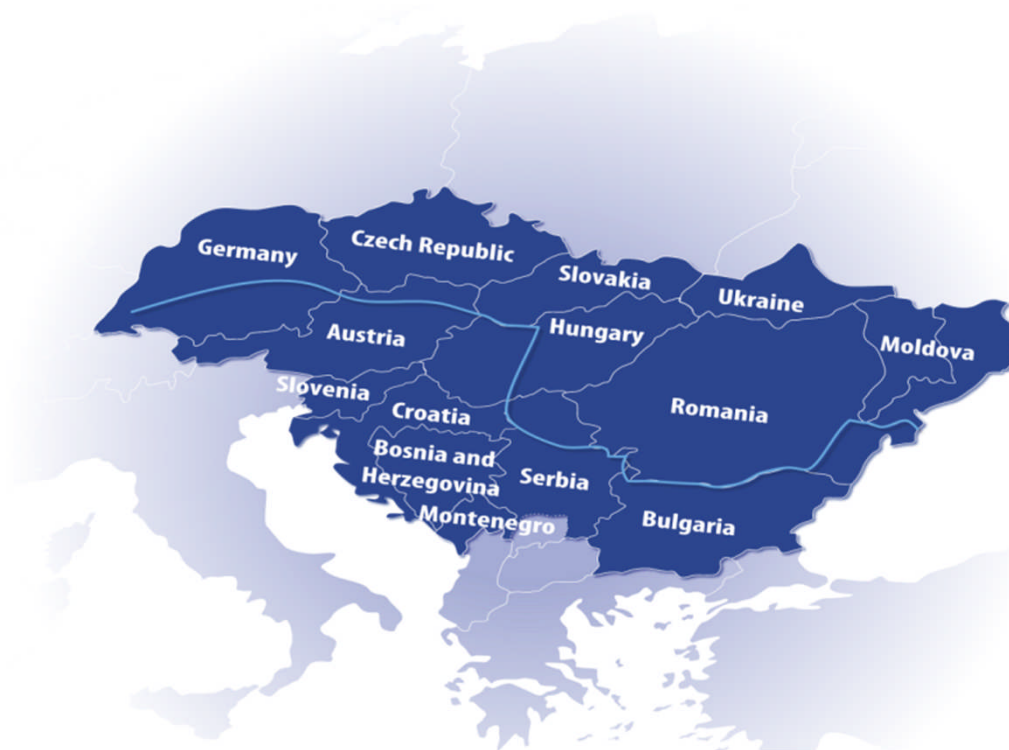 Germany
Czech Republic
Slovakia
Ukraine
Austria
Hungary
Moldova
Slovenia
Croatia
Romania
Bosnia and
Herzegovina
Serbia
Montenegro
Bulgaria